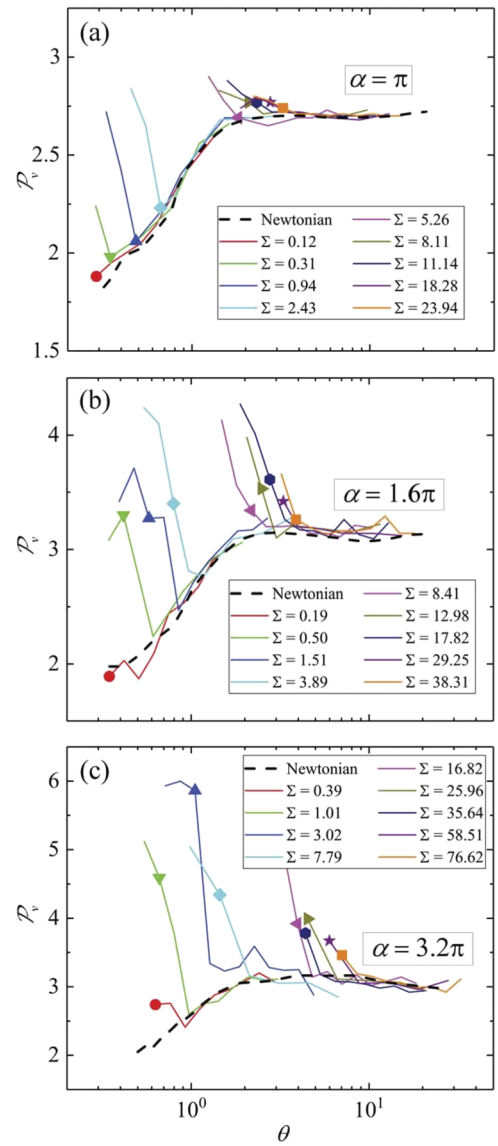 (a)
α = π
3
2.5
2
1.5
𝒫ᵥ
Newtonian
Σ = 0.12
Σ = 0.31
Σ = 0.94
Σ = 2.43
Σ = 5.26
Σ = 8.11
Σ = 11.14
Σ = 18.28
Σ = 23.94
(b)
α = 1.6π
4
3
2
𝒫ᵥ
Newtonian
Σ = 0.19
Σ = 0.50
Σ = 1.51
Σ = 3.89
Σ = 8.41
Σ = 12.98
Σ = 17.82
Σ = 29.25
Σ = 38.31
(c)
6
5
4
3
2
𝒫ᵥ
Newtonian
Σ = 0.39
Σ = 1.01
Σ = 3.02
Σ = 7.79
Σ = 16.82
Σ = 25.96
Σ = 35.64
Σ = 58.51
Σ = 76.62
α = 3.2π
10⁰
10¹
θ